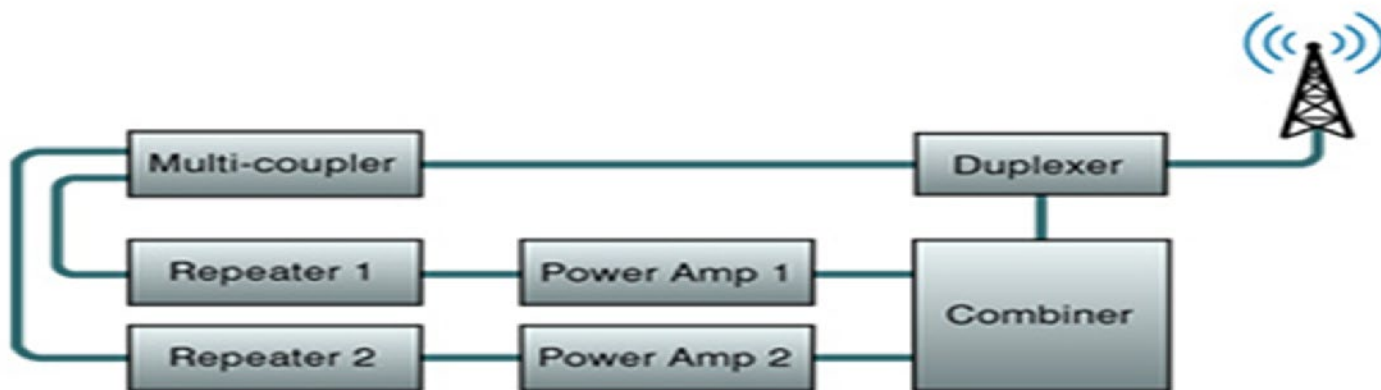 Multi-coupler
Duplexer
Repeater 1
Power Amp 1
Combiner
Repeater 2
Power Amp 2